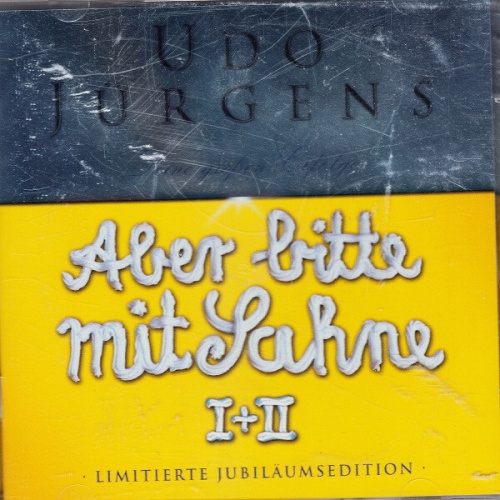 UDO
JÜRGENS
Aber bitte
mit Sahne
I+II
· LIMITIERTE JUBILÄUMSEDITION ·